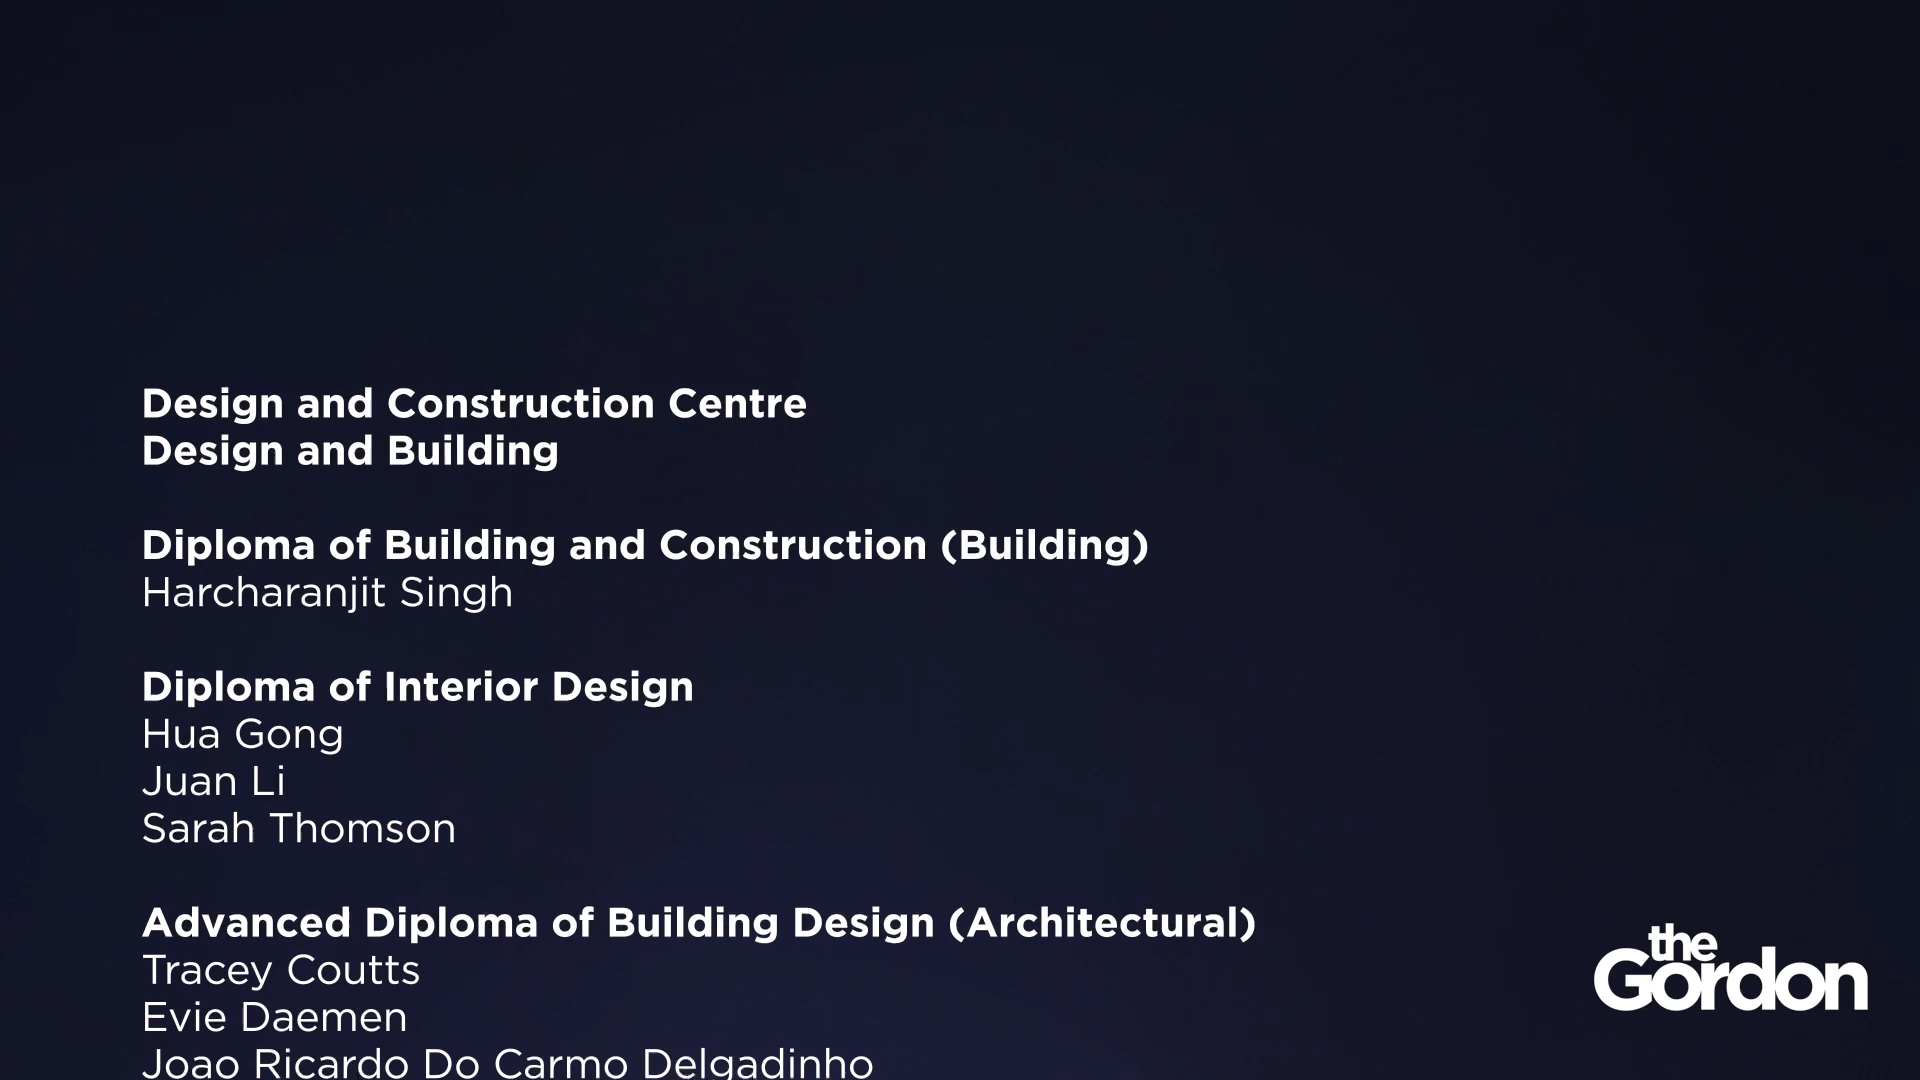 Design and Construction Centre
Design and Building
Diploma of Building and Construction (Building)
Harcharanjit Singh
Diploma of Interior Design
Hua Gong
Juan Li
Sarah Thomson
Advanced Diploma of Building Design (Architectural)
Tracey Coutts
Evie Daemen
Joao Ricardo Do Carmo Delgadinho
the
Gordon